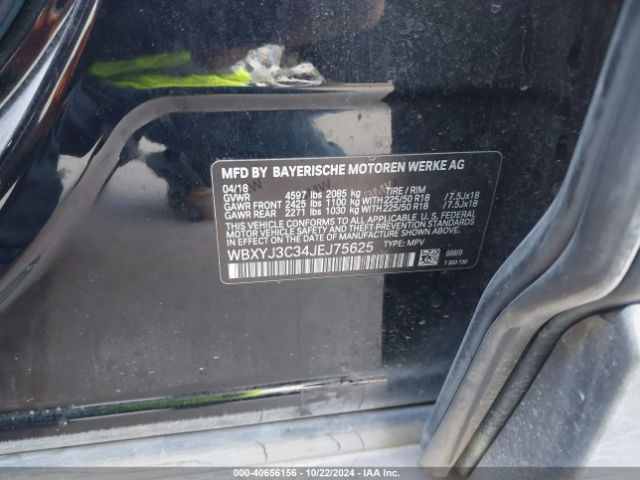 MFD BY BAYERISCHE MOTOREN WERKE AG
04/18
GVWR 4597 lbs 2085 kg TIRE / RIM
GAWR FRONT 2425 lbs 1100 kg WITH 225/50 R18 /7.5Jx18
GAWR REAR 2271 lbs 1030 kg WITH 225/50 R18 /7.5Jx18
THIS VEHICLE CONFORMS TO ALL APPLICABLE U.S. FEDERAL
MOTOR VEHICLE SAFETY AND THEFT PREVENTION STANDARDS
IN EFFECT ON THE DATE OF MANUFACTURE SHOWN ABOVE.
WBXYJ3C34JEJ75625 TYPE: MPV
000-40656156 - 10/22/2024 - IAA Inc.